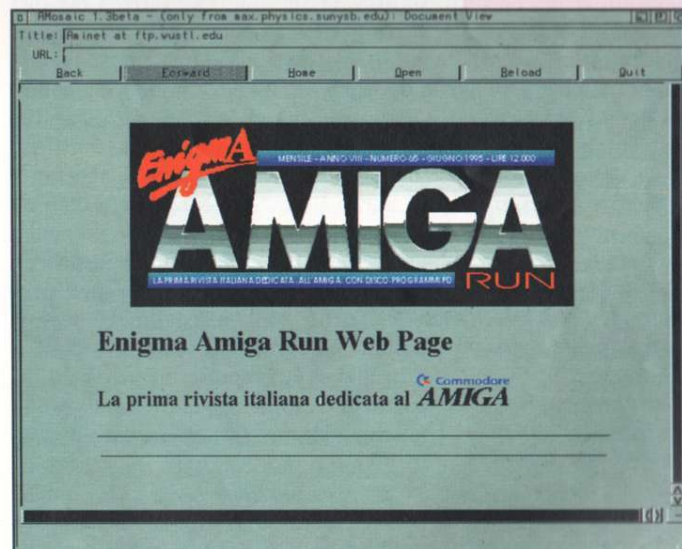 AMosaic 1.3beta - (only from max.physics.sunysb.edu): Document View
Title: Aminet at ftp.wustl.edu
URL:
Back Forward Home Open Reload Quit
EnigmA
MENSILE - ANNO VIII - NUMERO 65 - GIUGNO 1995 - LIRE 12.000
AMIGA
LA PRIMA RIVISTA ITALIANA DEDICATA ALL'AMIGA CON DISCO PROGRAMMI PD
RUN
Enigma Amiga Run Web Page
Commodore
La prima rivista italiana dedicata al AMIGA